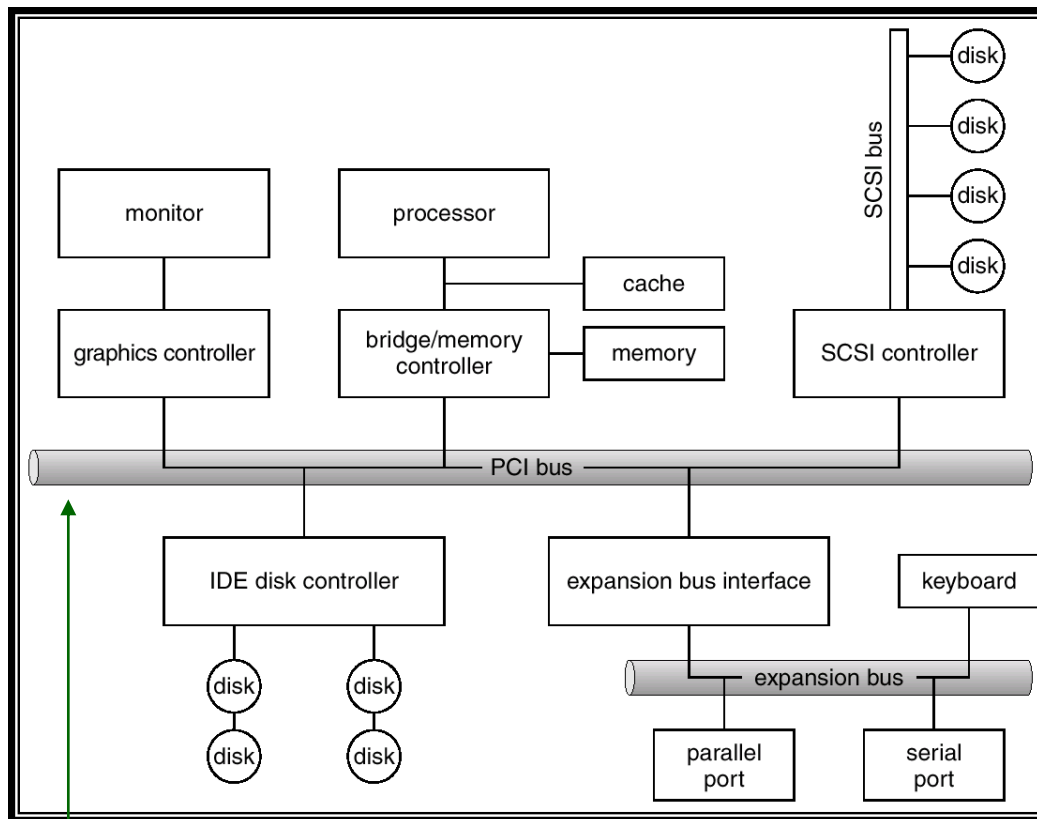 disk
disk
disk
disk
SCSI bus
monitor
processor
cache
graphics controller
bridge/memory
controller
memory
SCSI controller
PCI bus
IDE disk controller
expansion bus interface
keyboard
disk
disk
expansion bus
disk
disk
parallel
port
serial
port